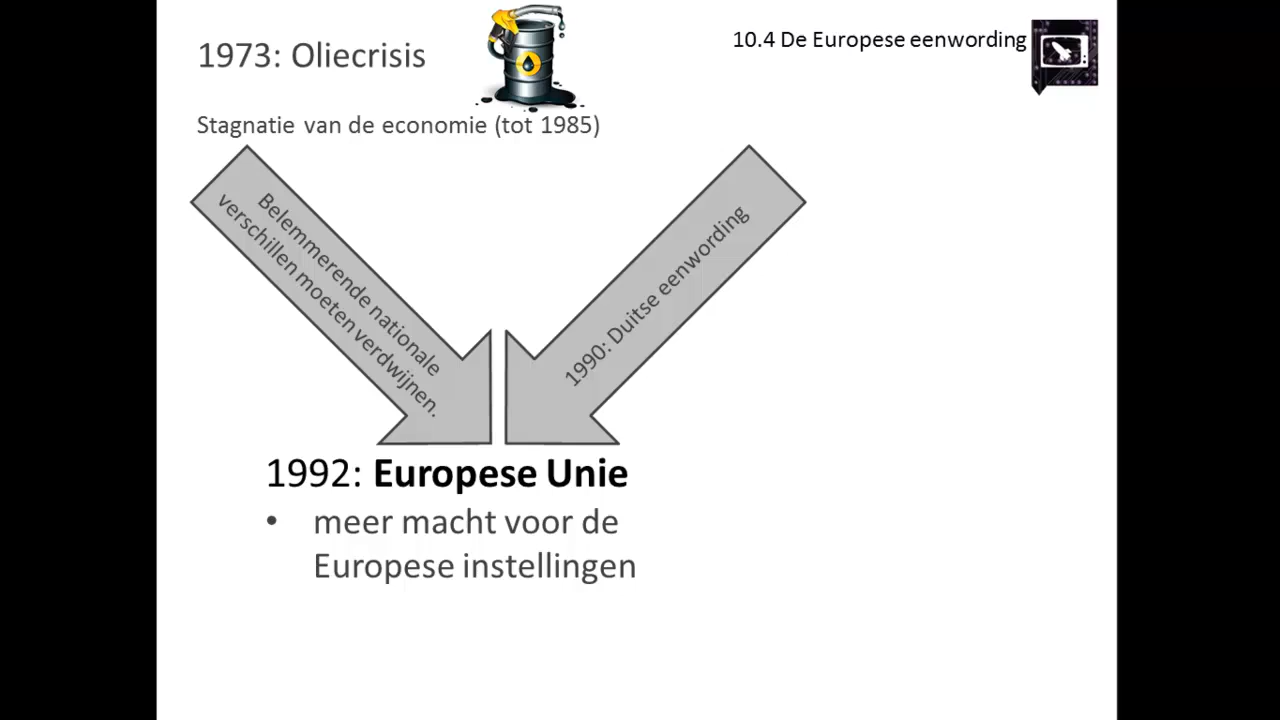 1973: Oliecrisis
10.4 De Europese eenwording
Stagnatie van de economie (tot 1985)
Belemmerende nationale
verschillen moeten verdwijnen.
1990: Duitse eenwording
1992: Europese Unie
• meer macht voor de
Europese instellingen